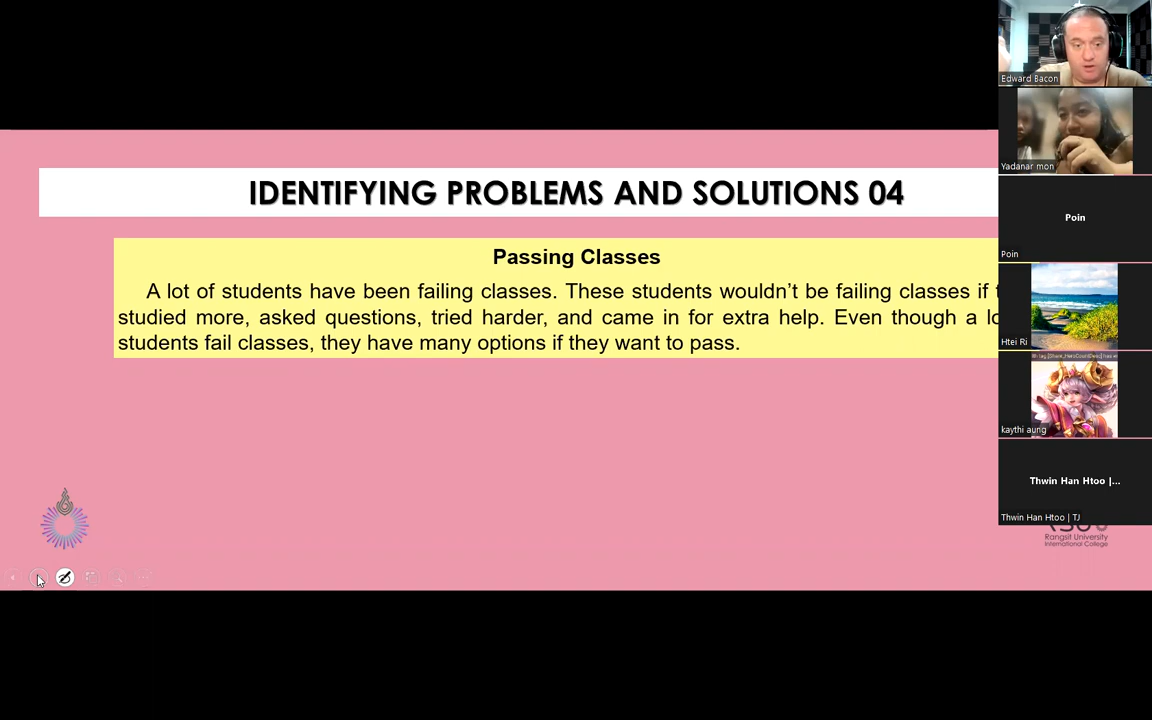 IDENTIFYING PROBLEMS AND SOLUTIONS 04
Passing Classes
A lot of students have been failing classes. These students wouldn't be failing classes if
studied more, asked questions, tried harder, and came in for extra help. Even though a
students fail classes, they have many options if they want to pass.
Edward Bacon
Yadanar mon
Poin
Poin
Htei Ri
kaythi aung
Thwin Han Htoo |...
Thwin Han Htoo | TJ
Rangsit University
International College